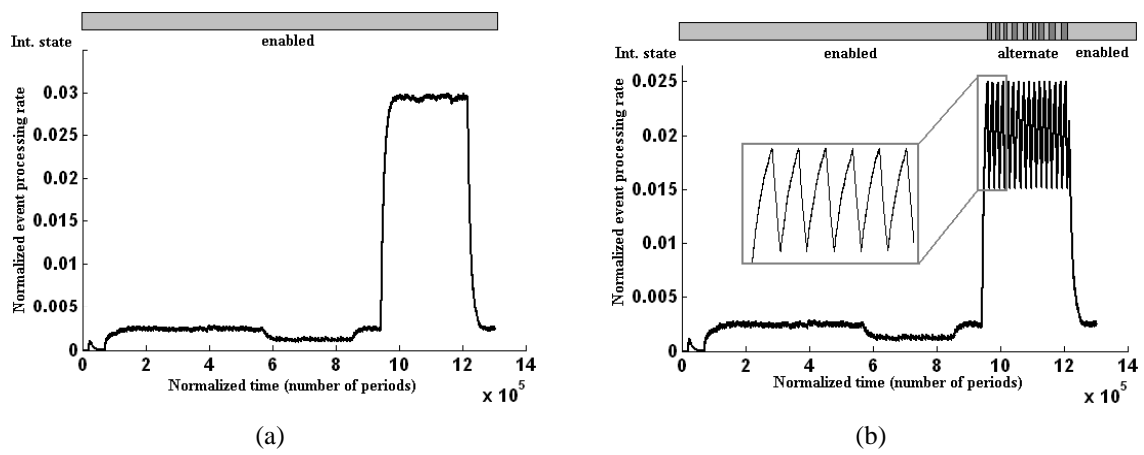 Int. state
enabled
Normalized event processing rate
0.03
0.025
0.02
0.015
0.01
0.005
0
0 2 4 6 8 10 12 14
Normalized time (number of periods)
x 10^5
(a)
Int. state
enabled alternate enabled
Normalized event processing rate
0.025
0.02
0.015
0.01
0.005
0
0 2 4 6 8 10 12 14
Normalized time (number of periods)
x 10^5
(b)